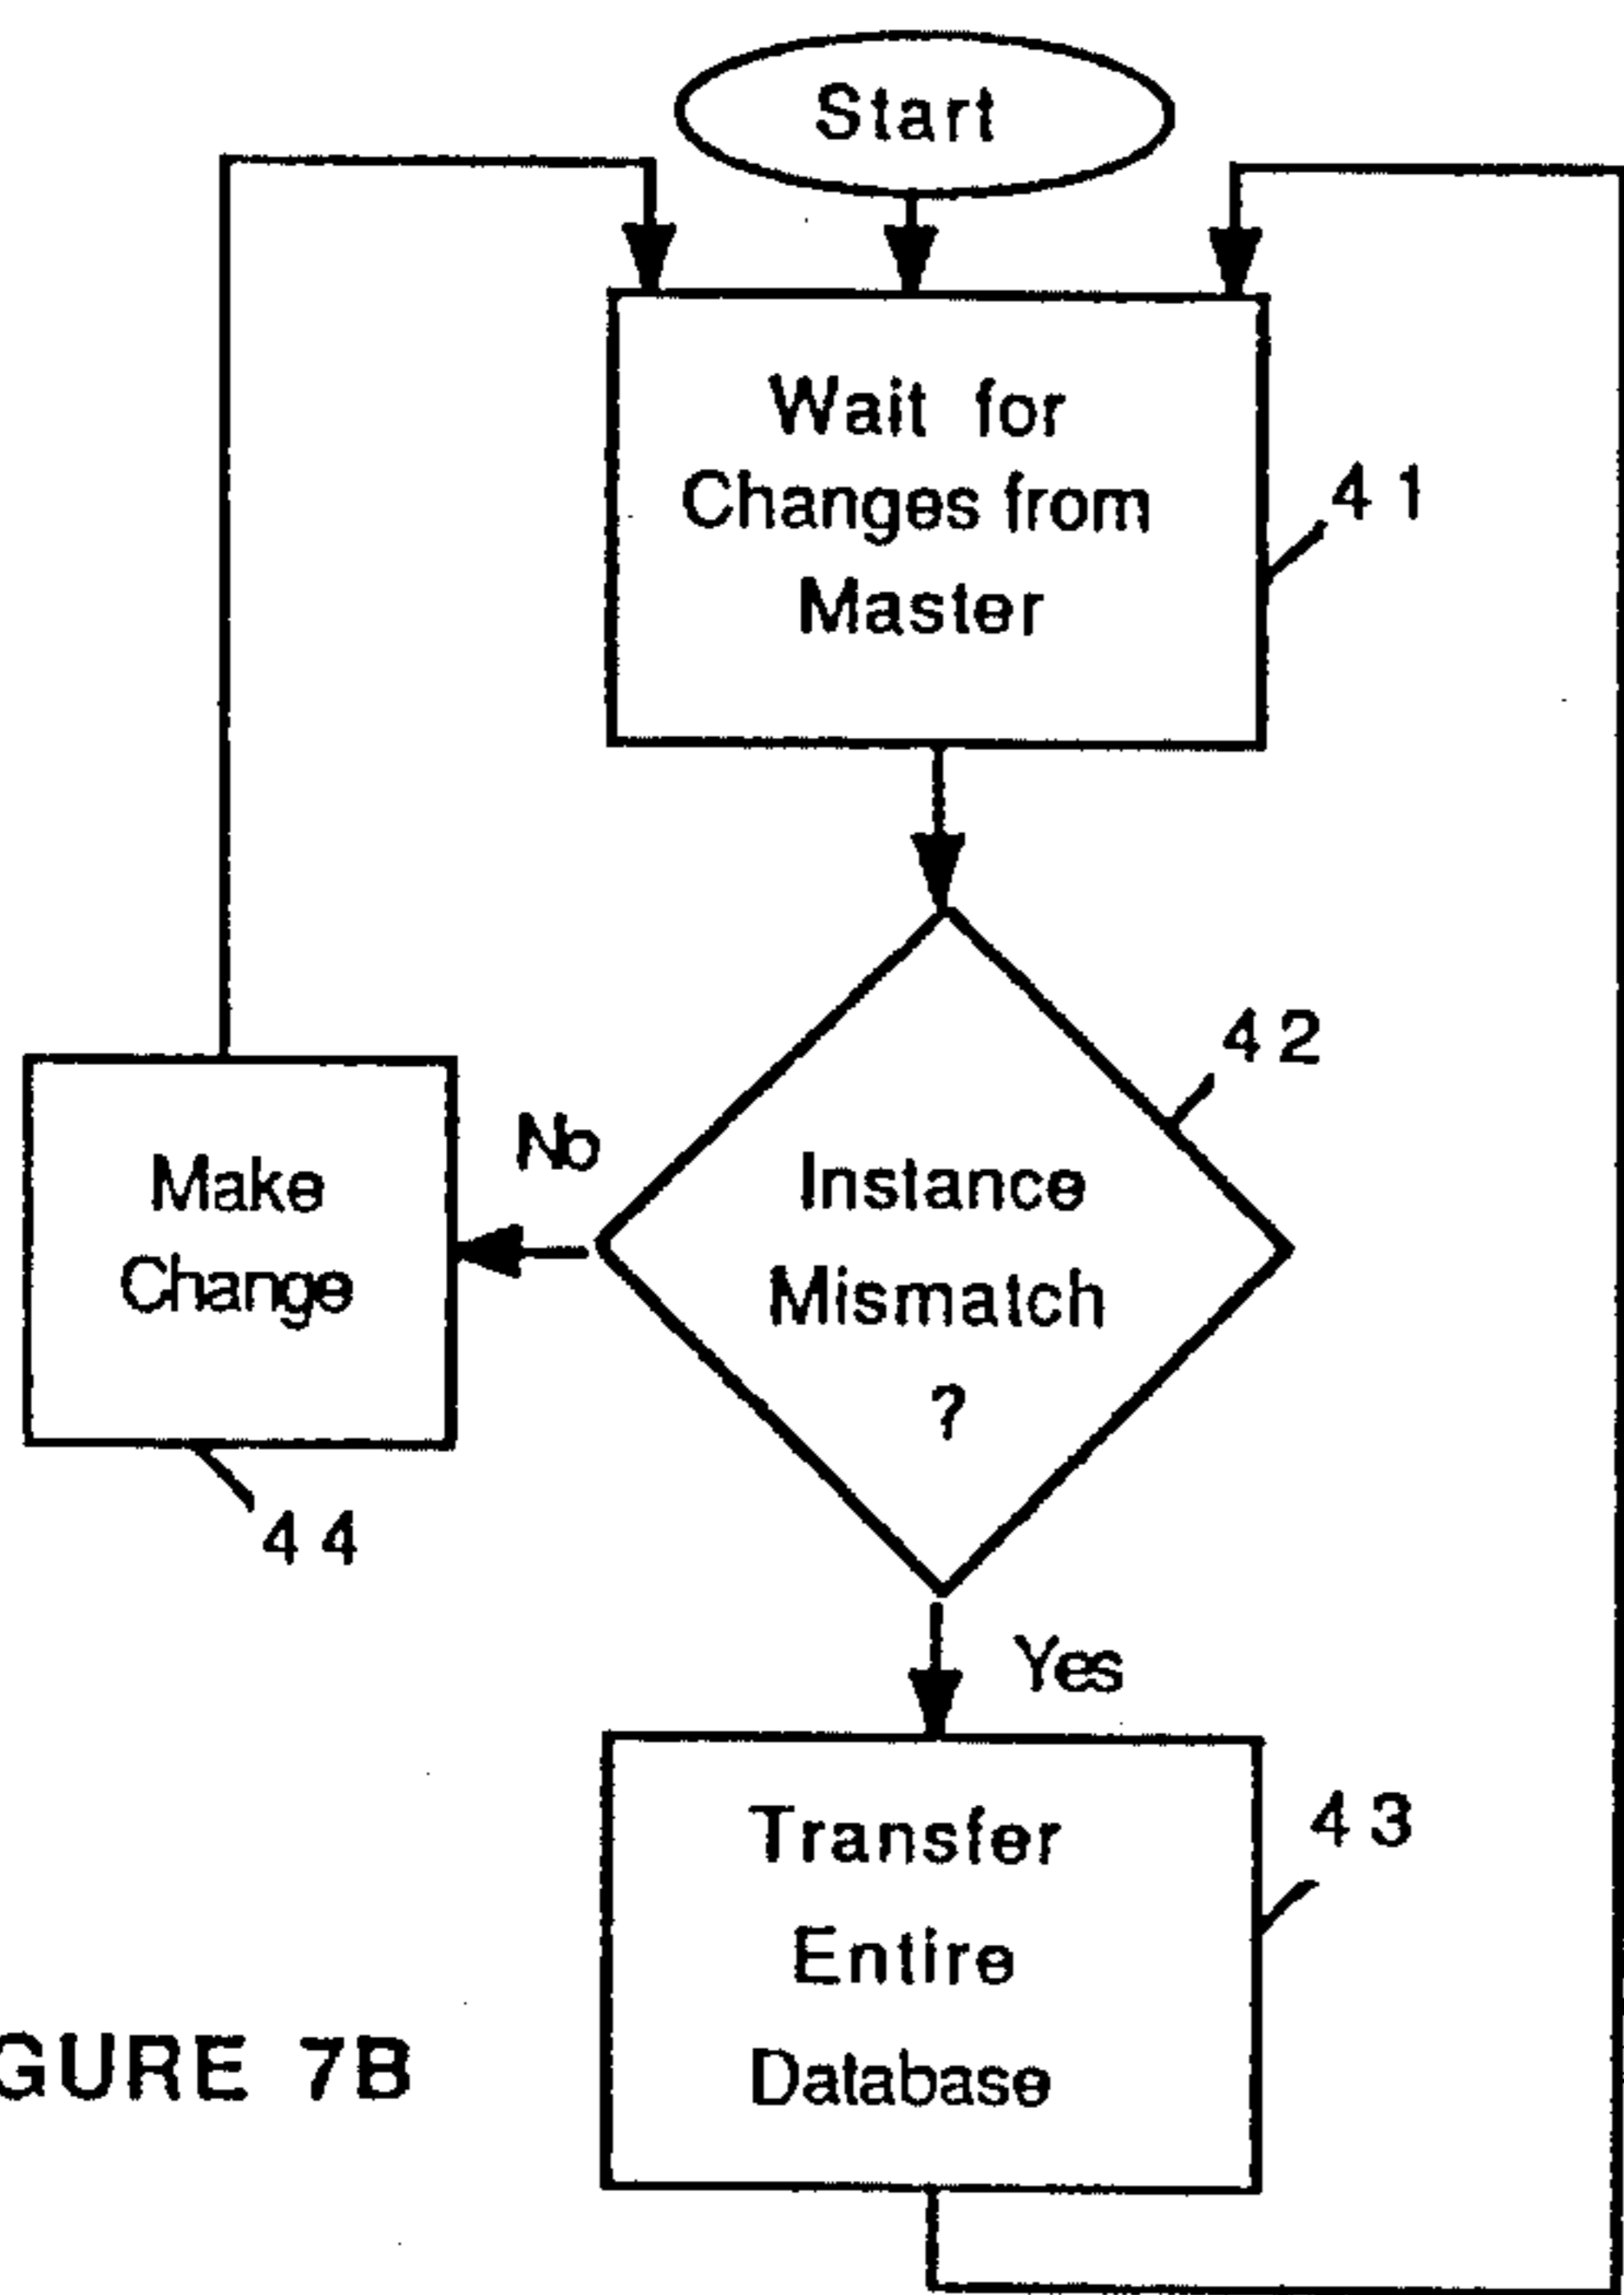 Start
Wait for
Changes from
Master
41
42
No
Make
Change
Instance
Mismatch
?
44
Yes
Transfer
Entire
Database
43
GURE 7B